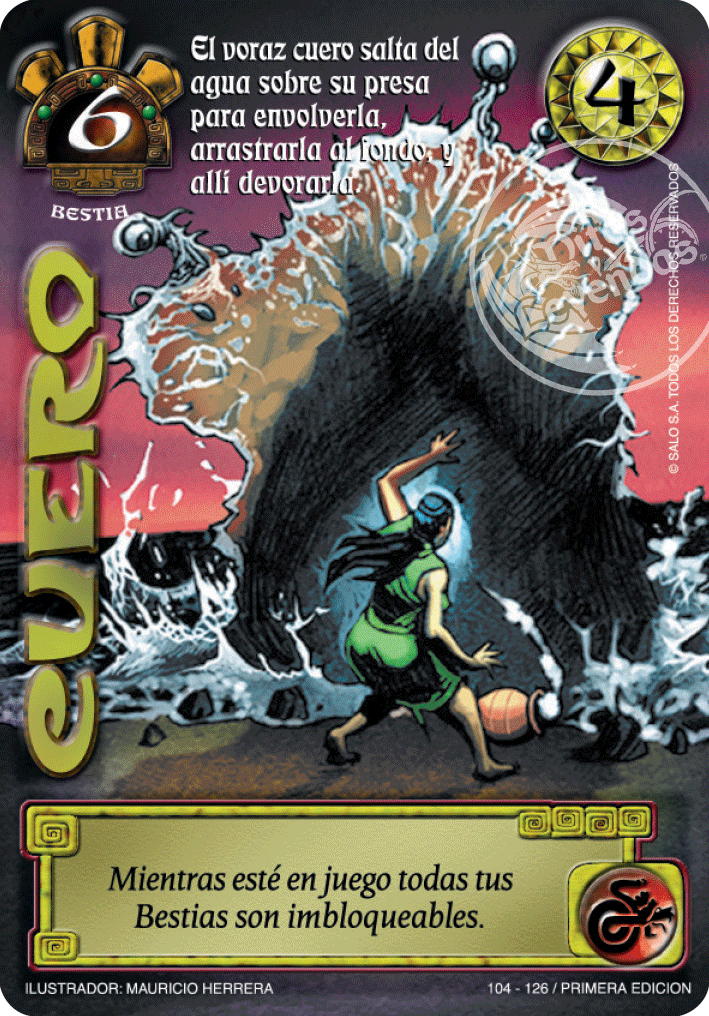 6
BESTIA
El voraz cuero salta del
agua sobre su presa
para envolverla,
arrastrarla al fondo, y
allí devorarla.
4
CUERO
Mitos y
Leyendas
© SALO S.A. TODOS LOS DERECHOS RESERVADOS
Mientras esté en juego todas tus
Bestias son imbloqueables.
ILUSTRADOR: MAURICIO HERRERA
104 - 126 / PRIMERA EDICION